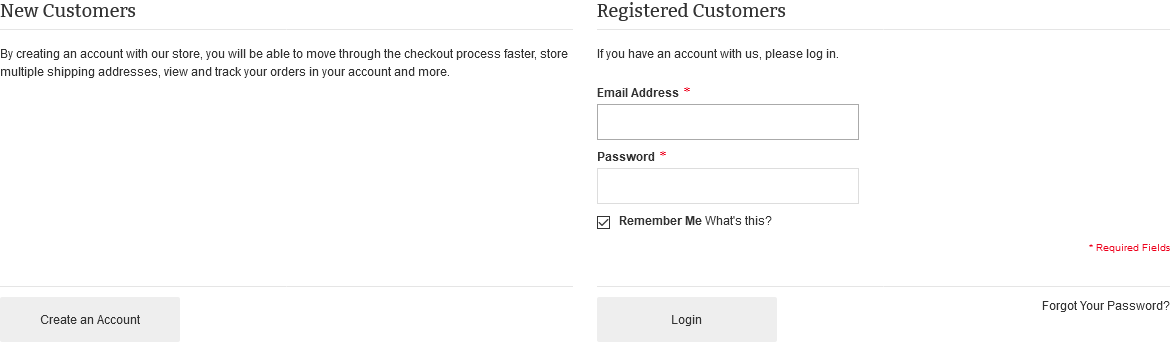 New Customers
By creating an account with our store, you will be able to move through the checkout process faster, store
multiple shipping addresses, view and track your orders in your account and more.
Create an Account
Registered Customers
If you have an account with us, please log in.
Email Address *
Password *
Remember Me What's this?
* Required Fields
Login
Forgot Your Password?